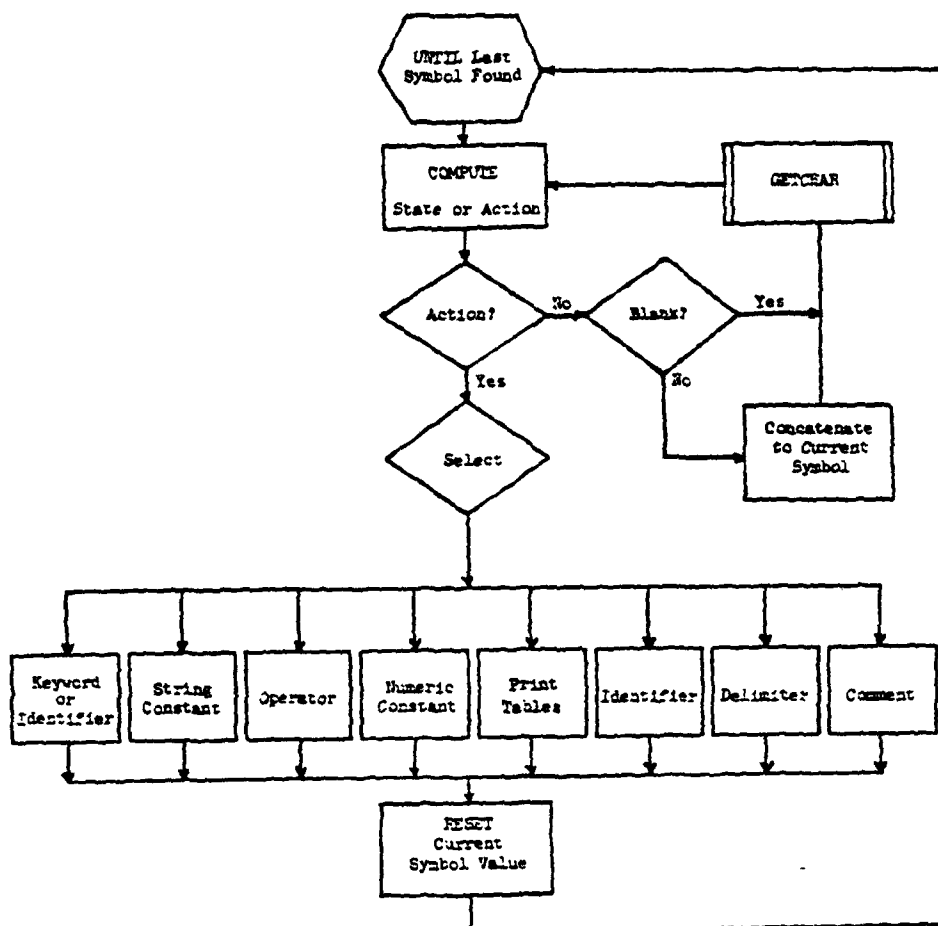 UNTIL Last
Symbol Found
COMPUTE
State or Action
GETCHAR
Action?
No
Blank?
Yes
Yes
No
Select
Concatenate
to Current
Symbol
Keyword
or
Identifier
String
Constant
Operator
Numeric
Constant
Print
Tables
Identifier
Delimiter
Comment
RESET
Current
Symbol Value